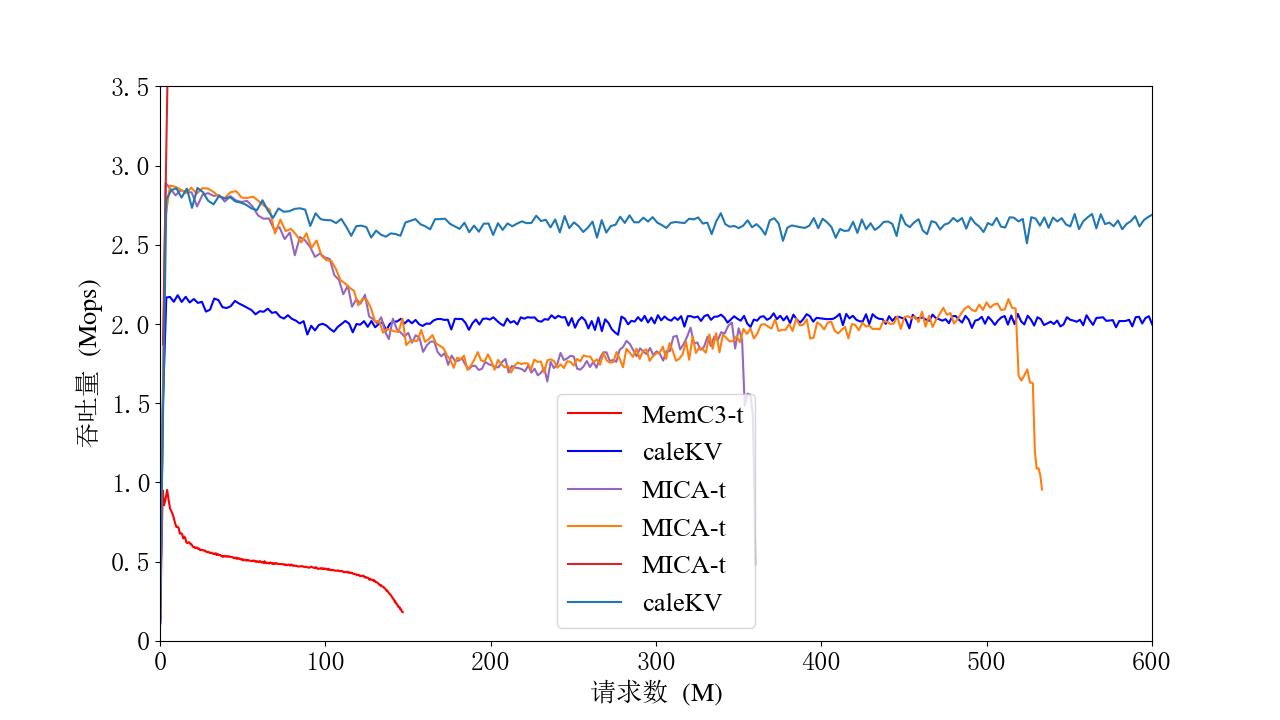 3.5
3.0
2.5
2.0
1.5
1.0
0.5
0
吞吐量 (Mops)
MemC3-t
caleKV
MICA-t
MICA-t
MICA-t
caleKV
0 100 200 300 400 500 600
请求数 (M)